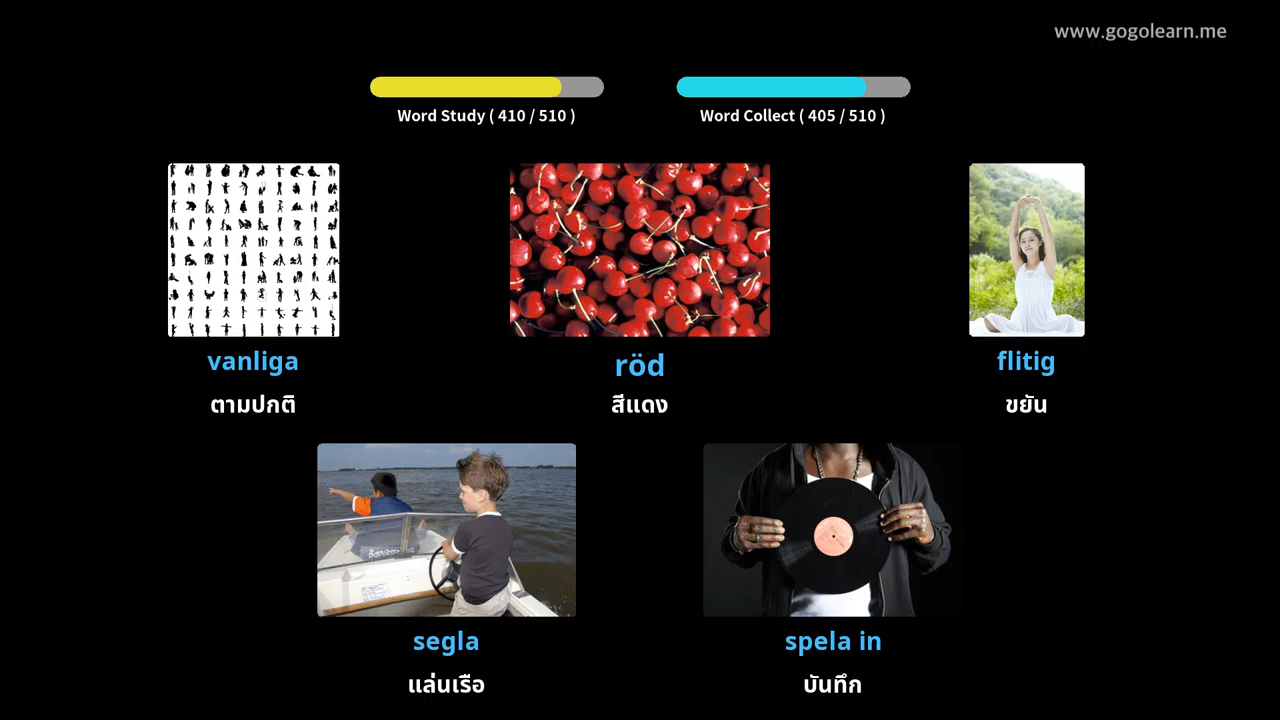 www.gogolearn.me
Word Study ( 410 / 510 )
Word Collect ( 405 / 510 )
vanliga
ตามปกติ
röd
สีแดง
flitig
ขยัน
segla
แล่นเรือ
spela in
บันทึก